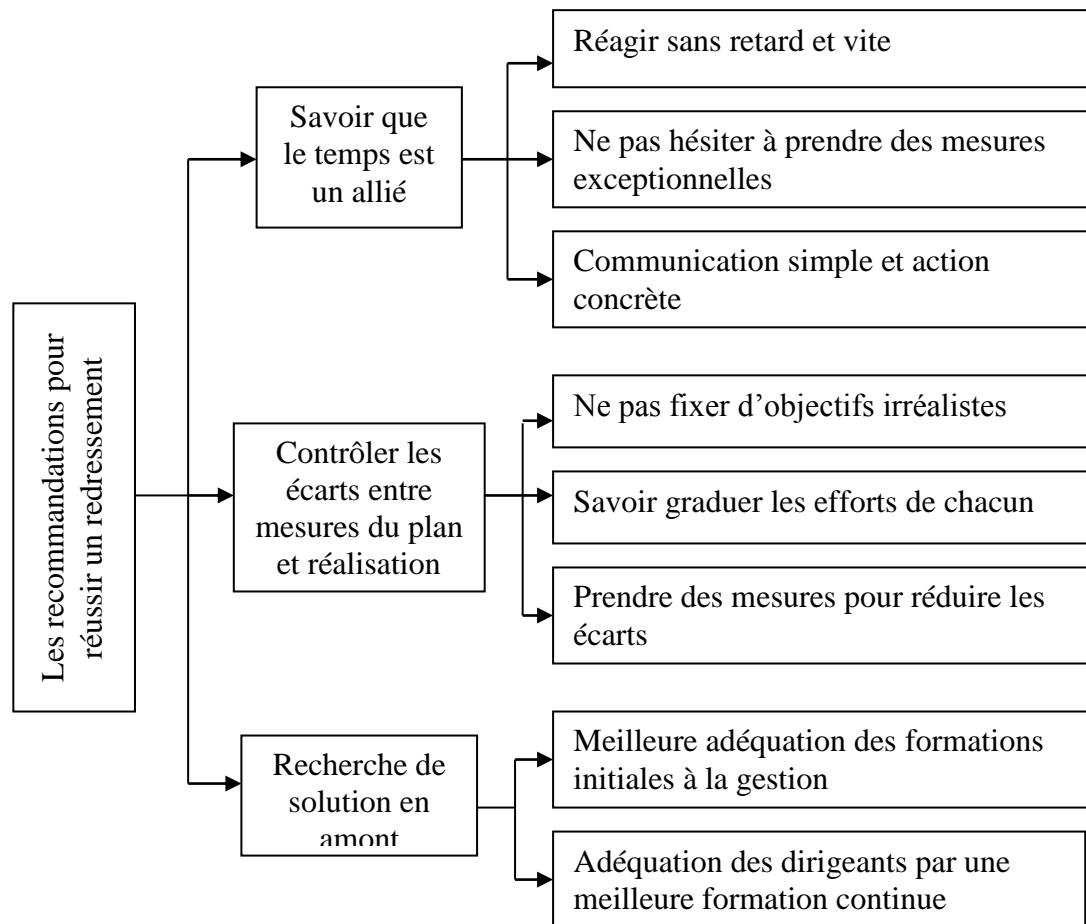 Les recommandations pour
réussir un redressement
Savoir que
le temps est
un allié
Réagir sans retard et vite
Ne pas hésiter à prendre des mesures
exceptionnelles
Communication simple et action
concrète
Contrôler les
écarts entre
mesures du plan
et réalisation
Ne pas fixer d’objectifs irréalistes
Savoir graduer les efforts de chacun
Prendre des mesures pour réduire les
écarts
Recherche de
solution en
amont
Meilleure adéquation des formations
initiales à la gestion
Adéquation des dirigeants par une
meilleure formation continue